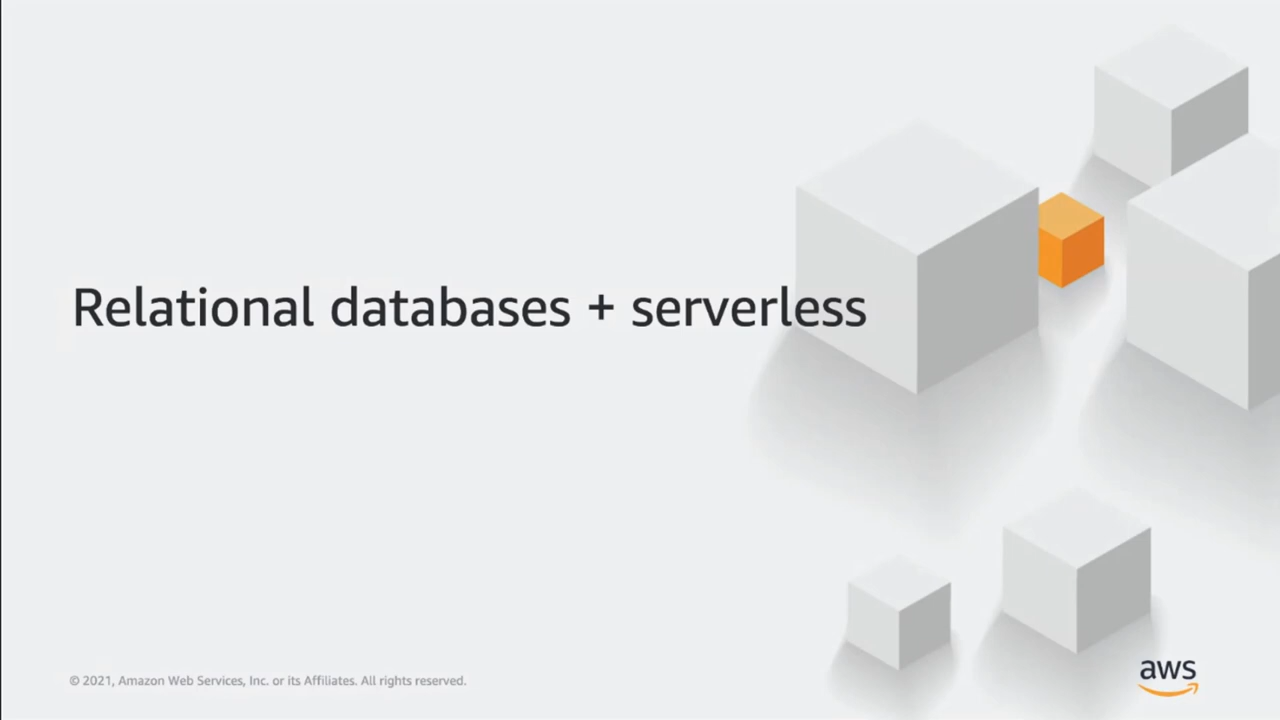 Relational databases + serverless
© 2021, Amazon Web Services, Inc. or its Affiliates. All rights reserved.
aws